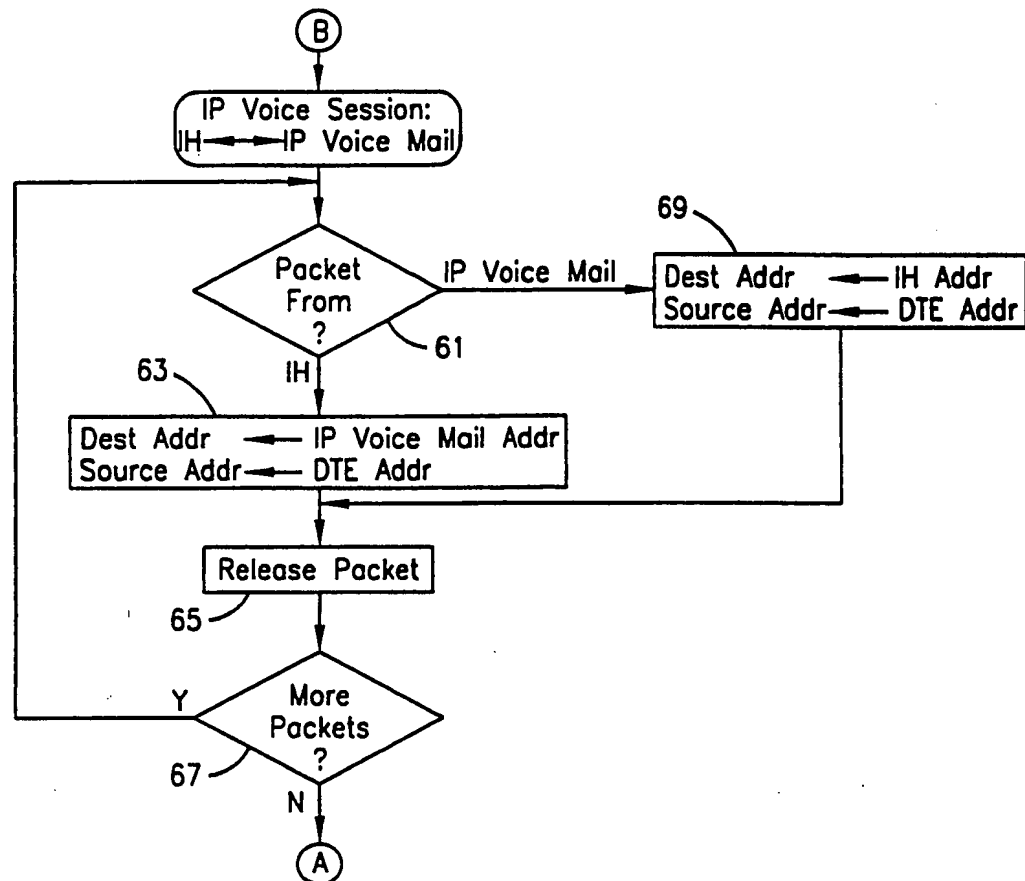 B
IP Voice Session:
IH IP Voice Mail
69
Packet
From
?
IP Voice Mail
Dest Addr IH Addr
Source Addr DTE Addr
61
IH
63
Dest Addr IP Voice Mail Addr
Source Addr DTE Addr
Release Packet
65
More
Packets
?
Y
67
N
A